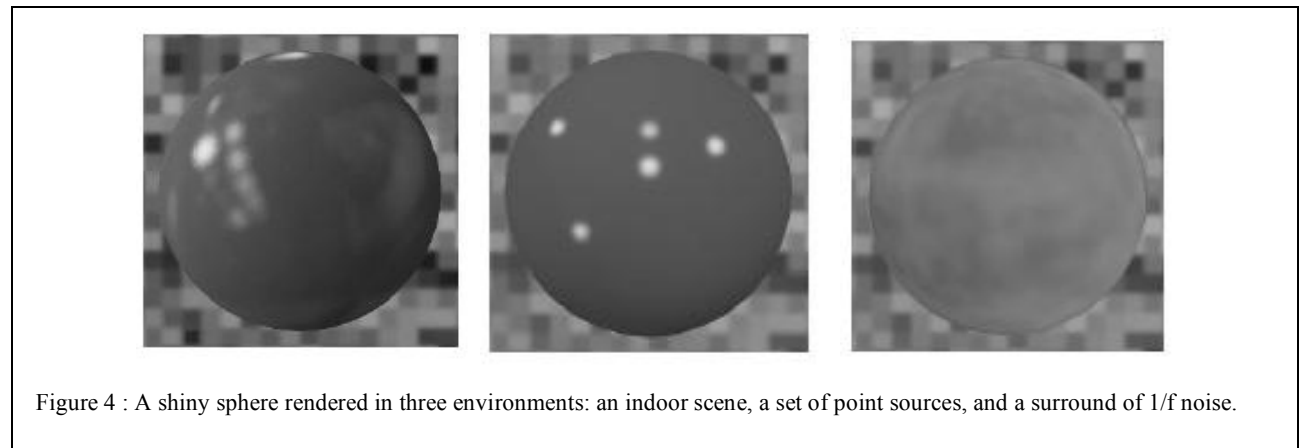 Figure 4 : A shiny sphere rendered in three environments: an indoor scene, a set of point sources, and a surround of 1/f noise.